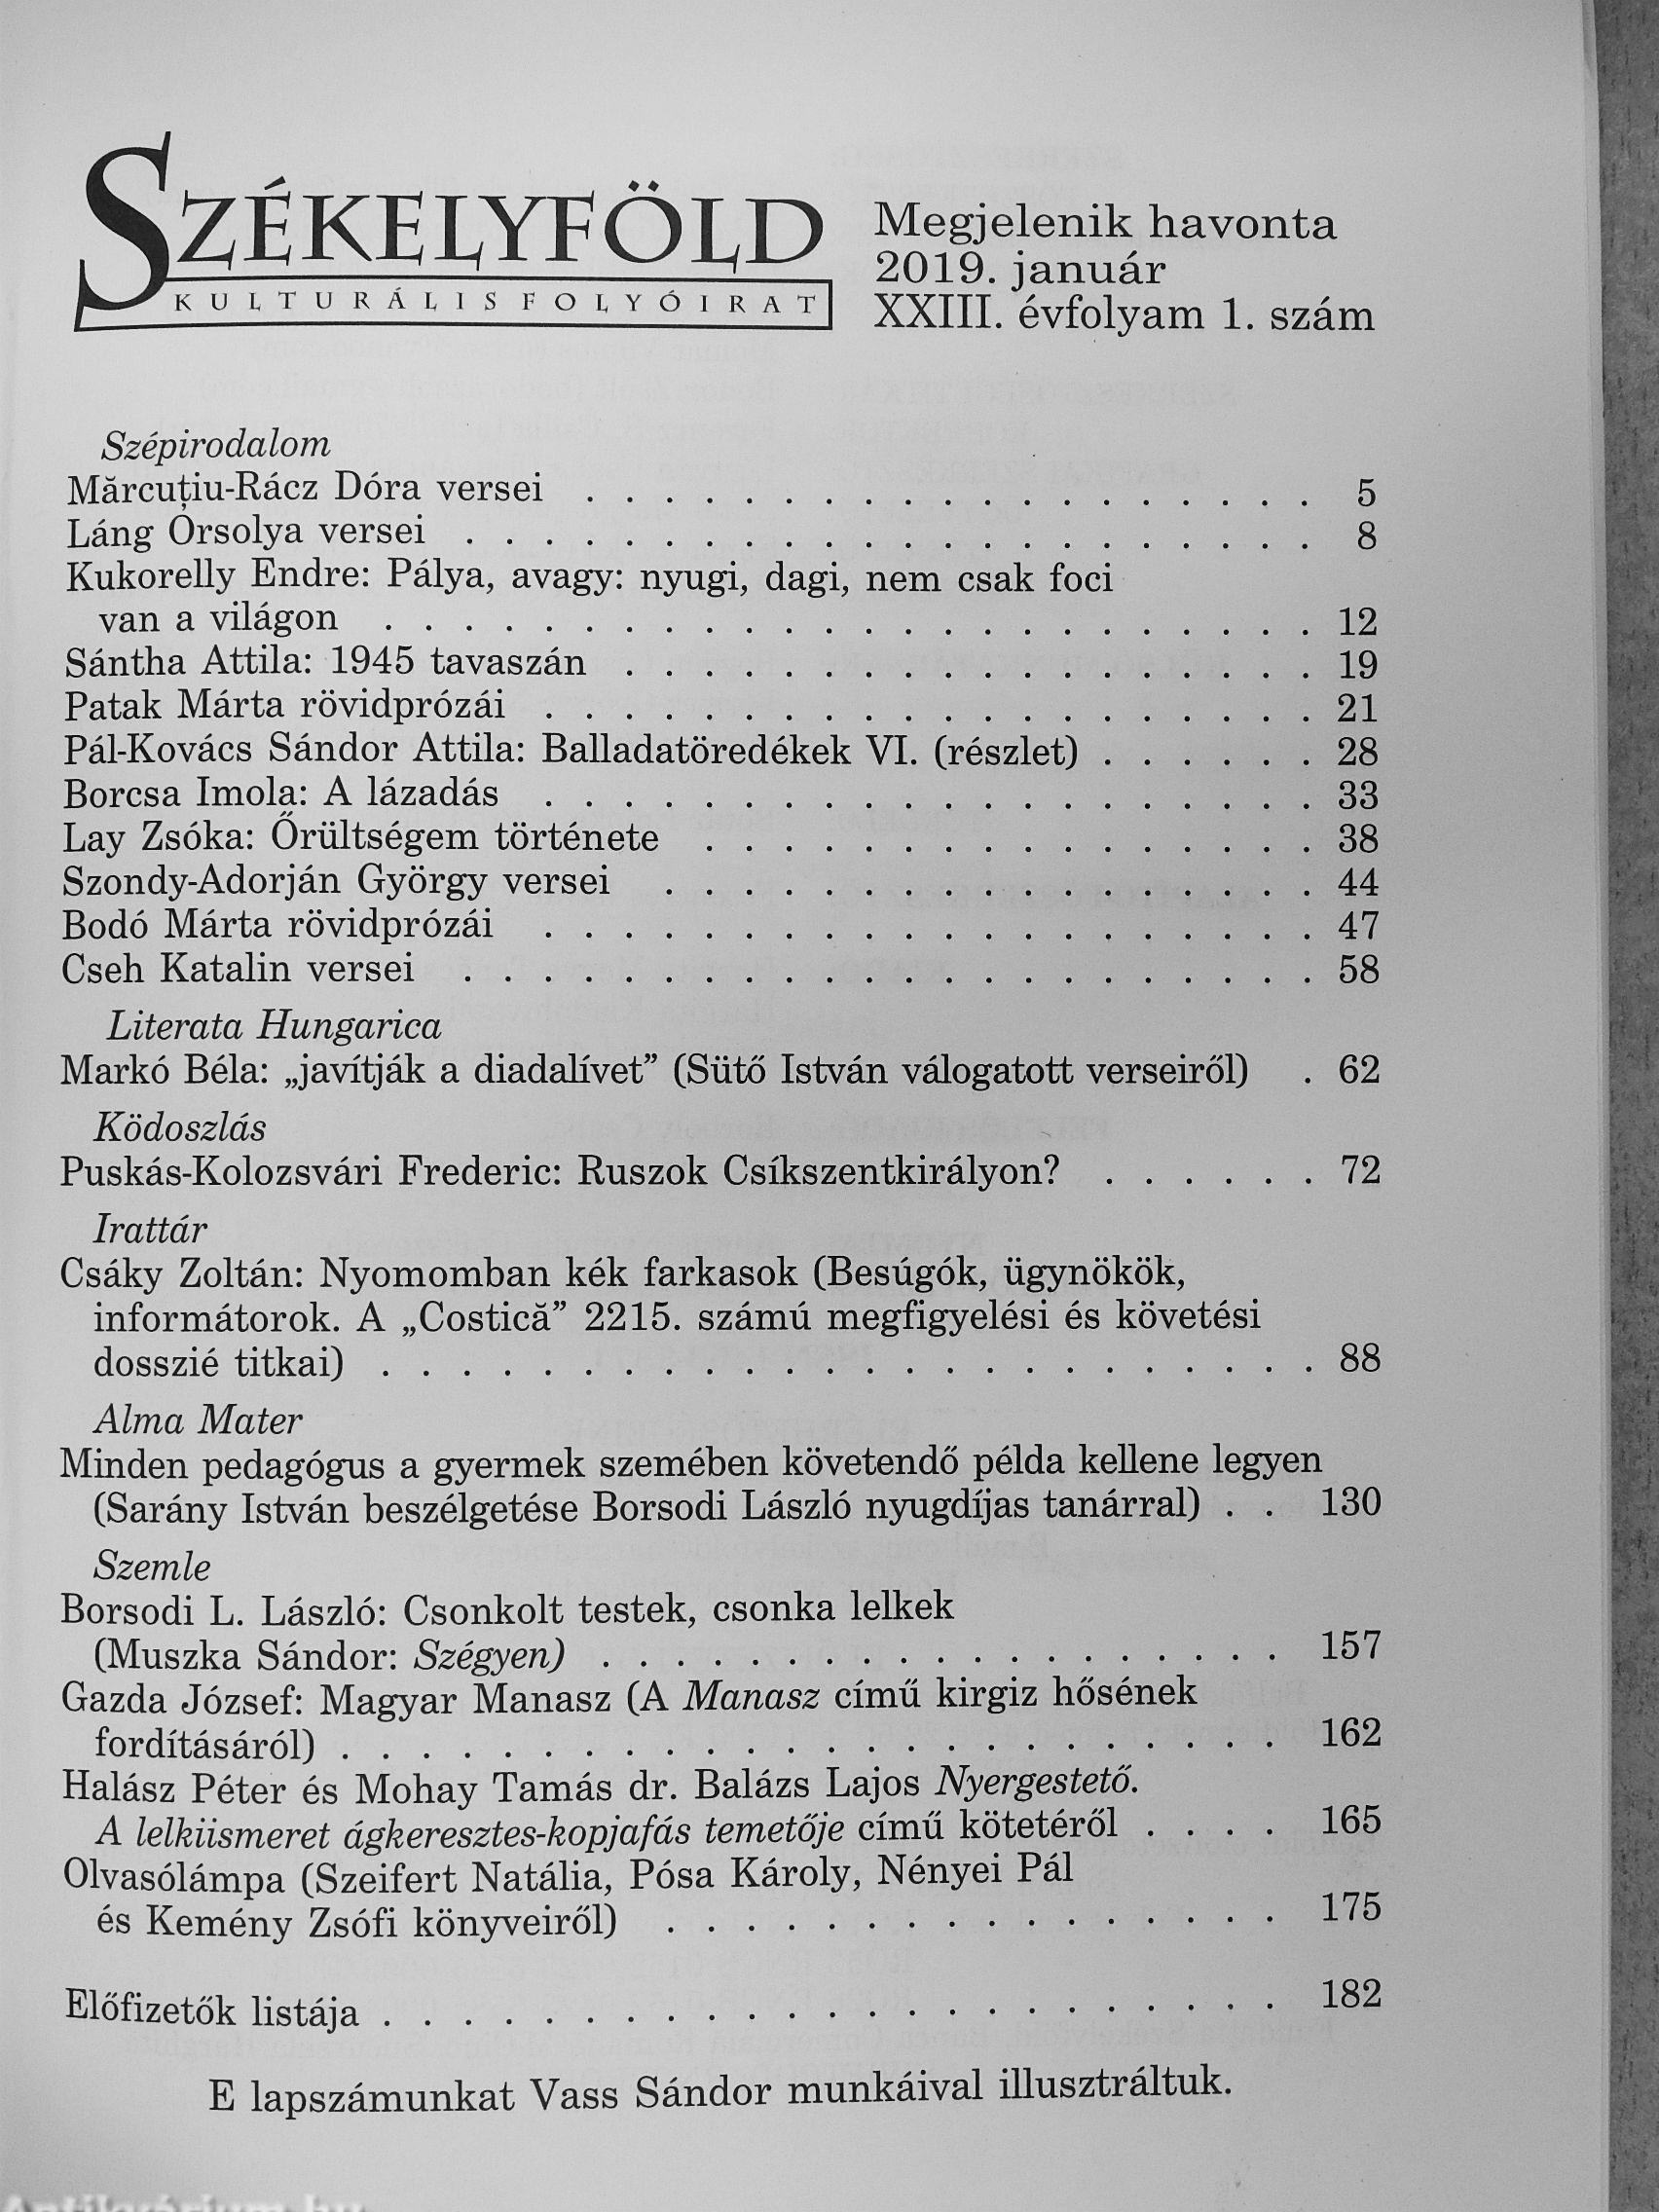 SZÉKELYFÖLD
KULTURÁLIS FOLYÓIRAT
Megjelenik havonta
2019. január
XXIII. évfolyam 1. szám
Szépirodalom
Mărcuțiu-Rácz Dóra versei . . . . . . . . . . . . . . . . . . . 5
Láng Orsolya versei . . . . . . . . . . . . . . . . . . . . . . 8
Kukorelly Endre: Pálya, avagy: nyugi, dagi, nem csak foci
van a világon . . . . . . . . . . . . . . . . . . . . . . . . 12
Sántha Attila: 1945 tavaszán . . . . . . . . . . . . . . . . . . 19
Patak Márta rövidprózái . . . . . . . . . . . . . . . . . . . . 21
Pál-Kovács Sándor Attila: Balladatöredékek VI. (részlet) . . . . . . 28
Borcsa Imola: A lázadás . . . . . . . . . . . . . . . . . . . . 33
Lay Zsóka: Őrültségem története . . . . . . . . . . . . . . . . 38
Szondy-Adorján György versei . . . . . . . . . . . . . . . . . 44
Bodó Márta rövidprózái . . . . . . . . . . . . . . . . . . . . 47
Cseh Katalin versei . . . . . . . . . . . . . . . . . . . . . . 58
Literata Hungarica
Markó Béla: „javítják a diadalívet” (Sütő István válogatott verseiről) . 62
Ködoszlás
Puskás-Kolozsvári Frederic: Ruszok Csíkszentkirályon? . . . . . . 72
Irattár
Csáky Zoltán: Nyomomban kék farkasok (Besúgók, ügynökök,
informátorok. A „Costică” 2215. számú megfigyelési és követési
dosszié titkai) . . . . . . . . . . . . . . . . . . . . . . . . 88
Alma Mater
Minden pedagógus a gyermek szemében követendő példa kellene legyen
(Sarány István beszélgetése Borsodi László nyugdíjas tanárral) . . 130
Szemle
Borsodi L. László: Csonkolt testek, csonka lelkek
(Muszka Sándor: Szégyen) . . . . . . . . . . . . . . . . . 157
Gazda József: Magyar Manasz (A Manasz című kirgiz hősének
fordításáról) . . . . . . . . . . . . . . . . . . . . . . . . 162
Halász Péter és Mohay Tamás dr. Balázs Lajos Nyergestető.
A lelkiismeret ágkeresztes-kopjafás temetője című kötetéről . . . . 165
Olvasólámpa (Szeifert Natália, Pósa Károly, Nényei Pál
és Kemény Zsófi könyveiről) . . . . . . . . . . . . . . . . 175
Előfizetők listája . . . . . . . . . . . . . . . . . . . . . . . 182
E lapszámunkat Vass Sándor munkáival illusztráltuk.
Antikvárium.hu